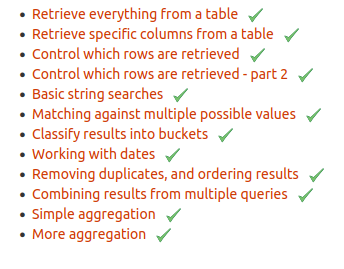 Retrieve everything from a table
Retrieve specific columns from a table
Control which rows are retrieved
Control which rows are retrieved - part 2
Basic string searches
Matching against multiple possible values
Classify results into buckets
Working with dates
Removing duplicates, and ordering results
Combining results from multiple queries
Simple aggregation
More aggregation